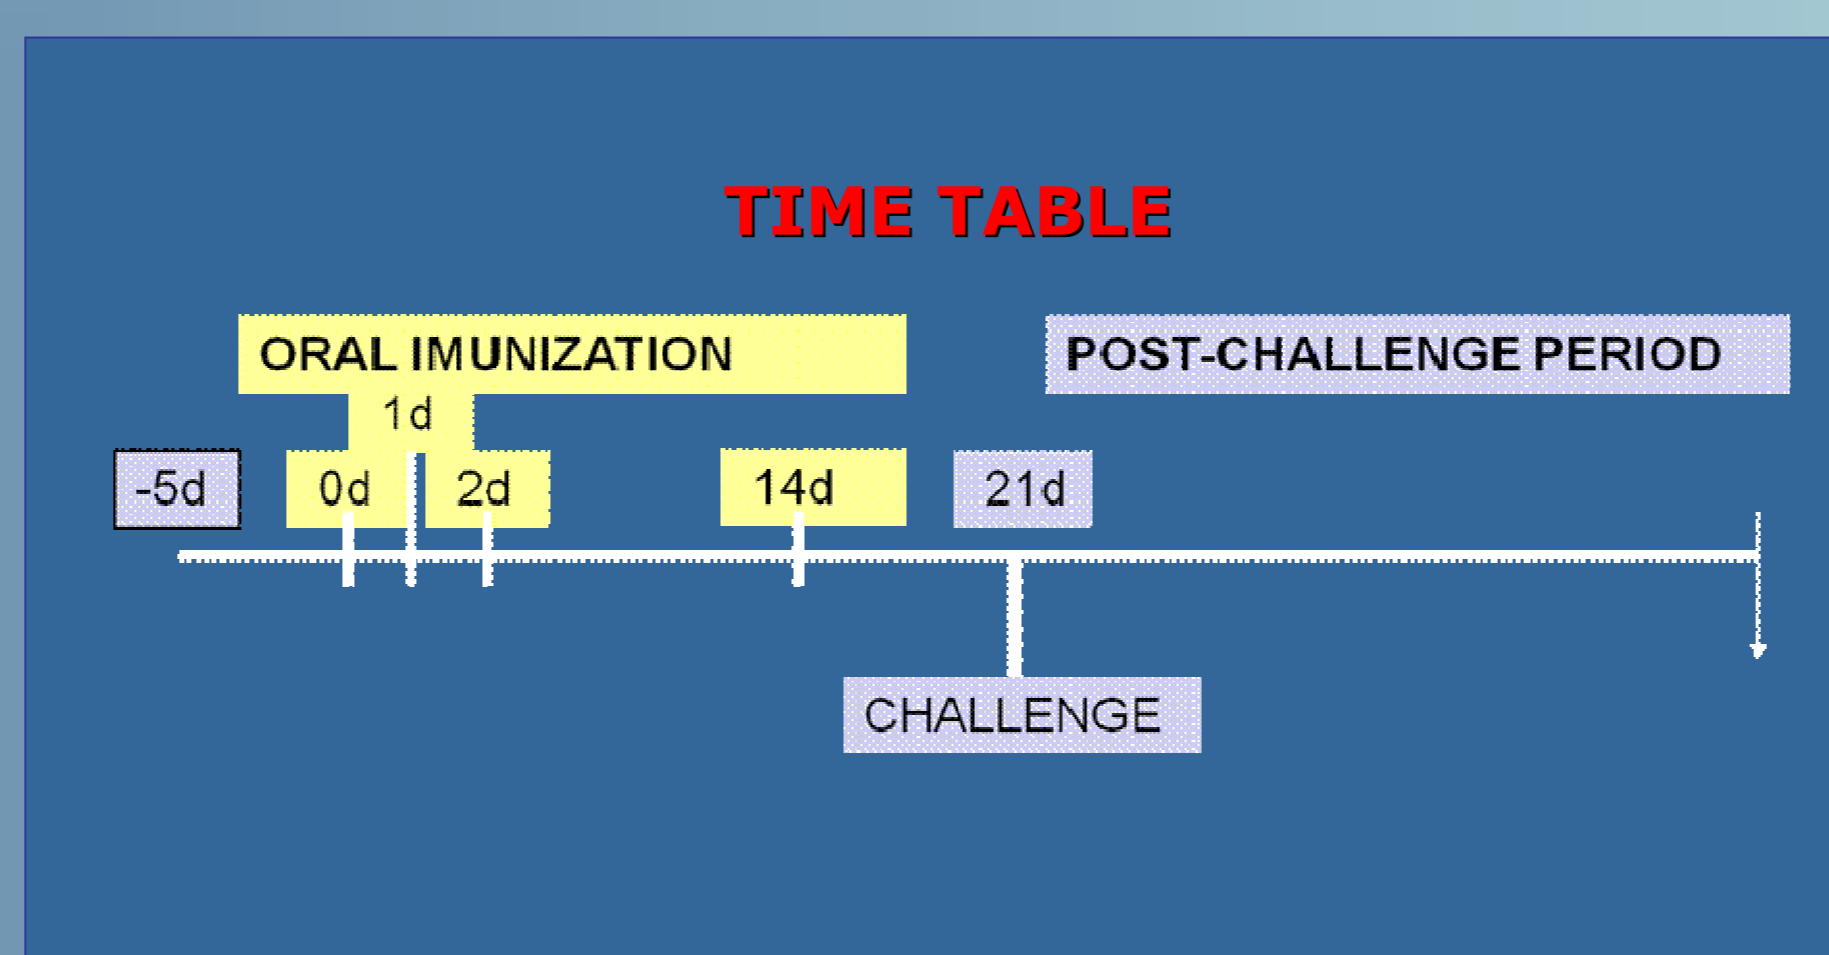 TIME TABLE
ORAL IMUNIZATION
POST-CHALLENGE PERIOD
1d
-5d
0d
2d
14d
21d
CHALLENGE